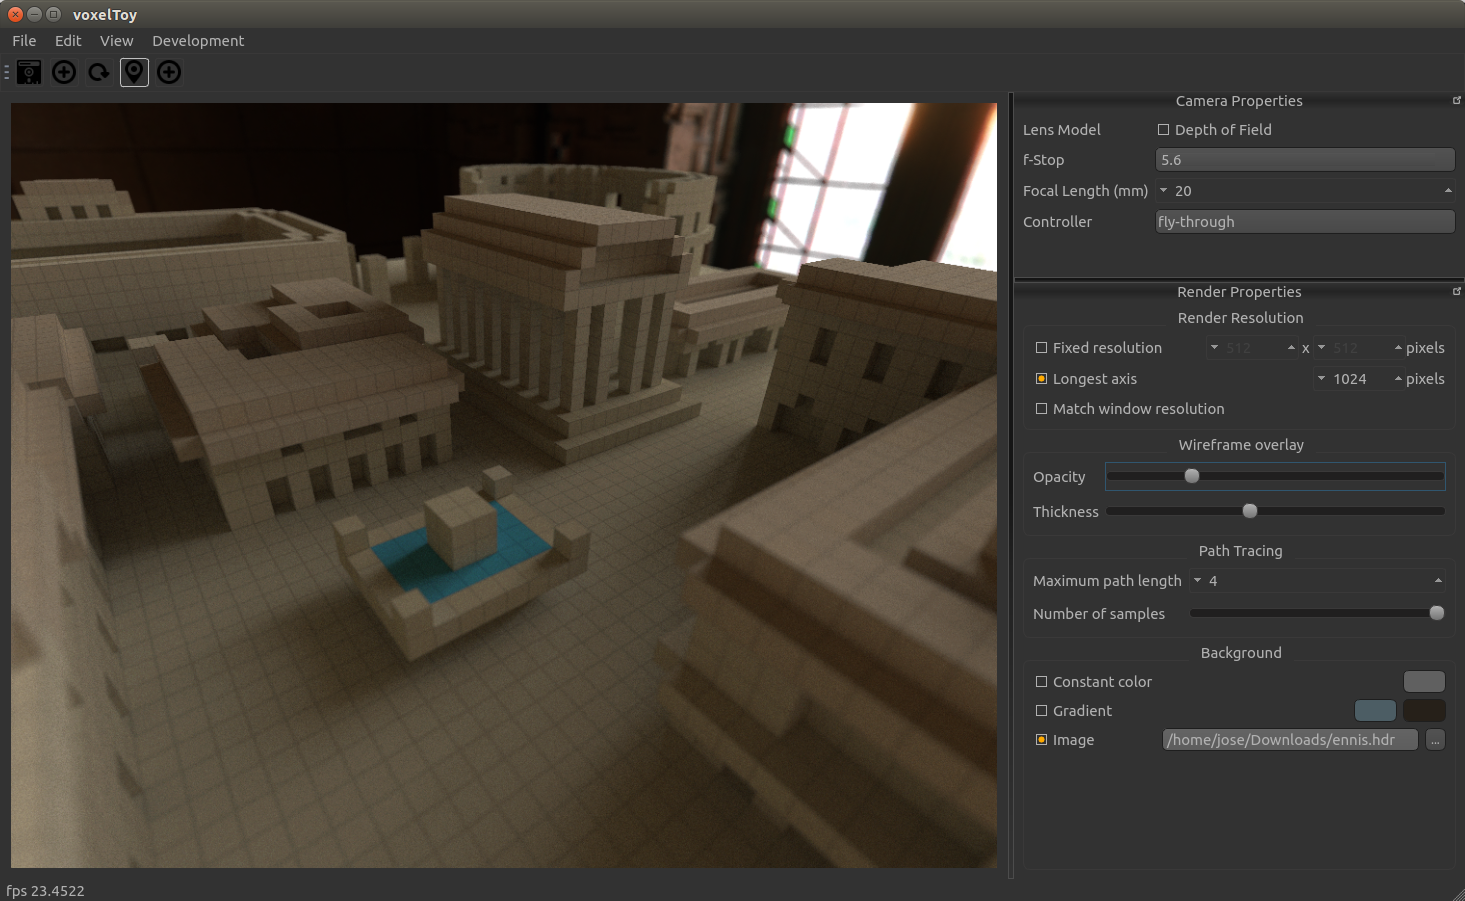 voxelToy
File Edit View Development
Camera Properties
Lens Model Depth of Field
f-Stop 5.6
Focal Length (mm) 20
Controller fly-through
Render Properties
Render Resolution
Fixed resolution 512 x 512 pixels
Longest axis 1024 pixels
Match window resolution
Wireframe overlay
Opacity
Thickness
Path Tracing
Maximum path length 4
Number of samples
Background
Constant color
Gradient
Image /home/jose/Downloads/ennis.hdr ...
fps 23.4522